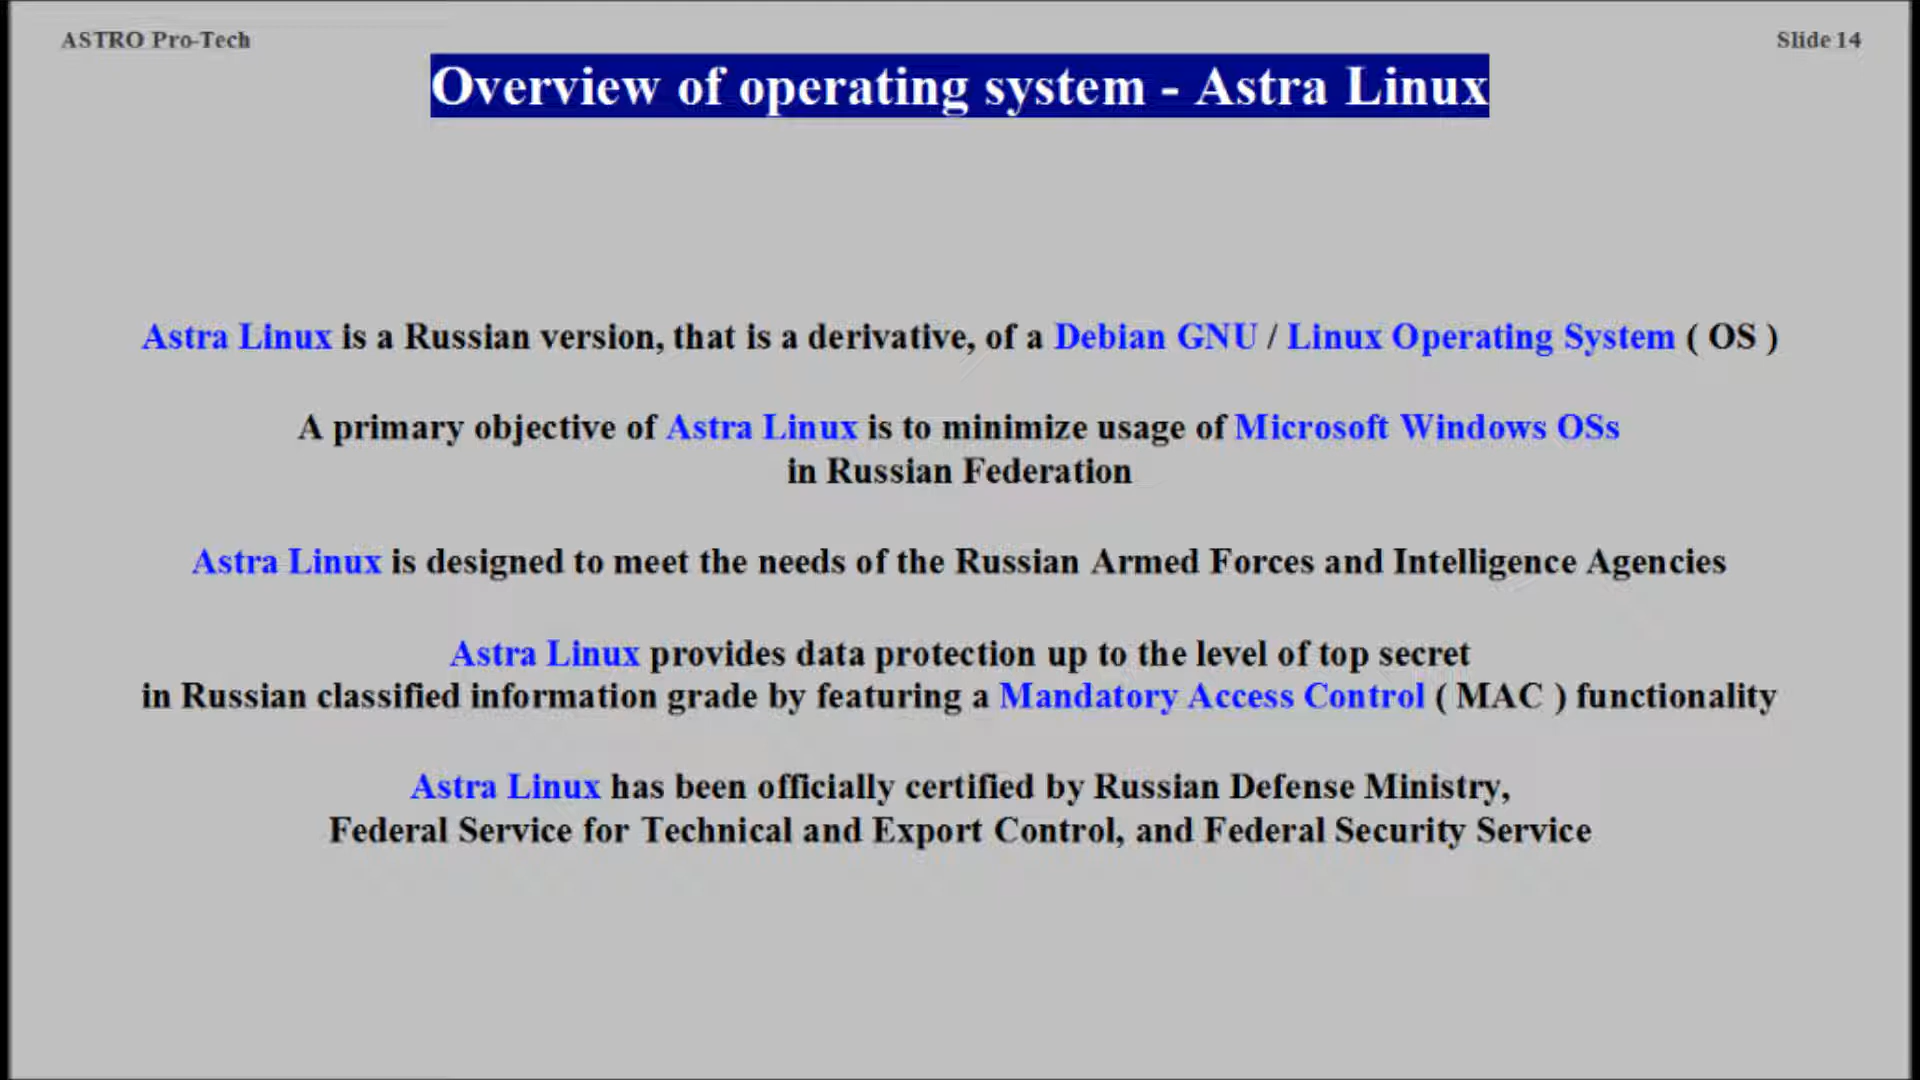 ASTRO Pro-Tech
Slide 14
Overview of operating system - Astra Linux
Astra Linux is a Russian version, that is a derivative, of a Debian GNU / Linux Operating System ( OS )
A primary objective of Astra Linux is to minimize usage of Microsoft Windows OSs
in Russian Federation
Astra Linux is designed to meet the needs of the Russian Armed Forces and Intelligence Agencies
Astra Linux provides data protection up to the level of top secret
in Russian classified information grade by featuring a Mandatory Access Control ( MAC ) functionality
Astra Linux has been officially certified by Russian Defense Ministry,
Federal Service for Technical and Export Control, and Federal Security Service